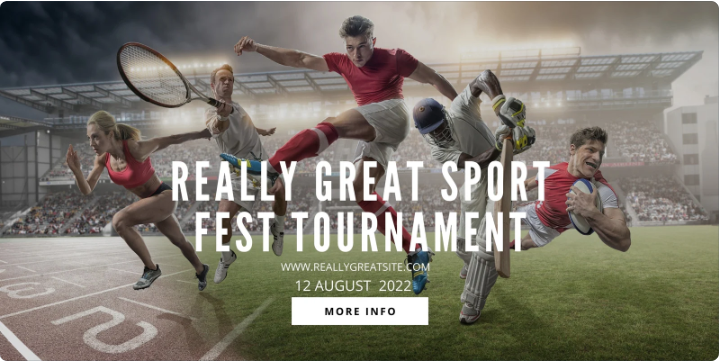 REALLY GREAT SPORT
FEST TOURNAMENT
WWW.REALLYGREATSITE.COM
12 AUGUST 2022
MORE INFO